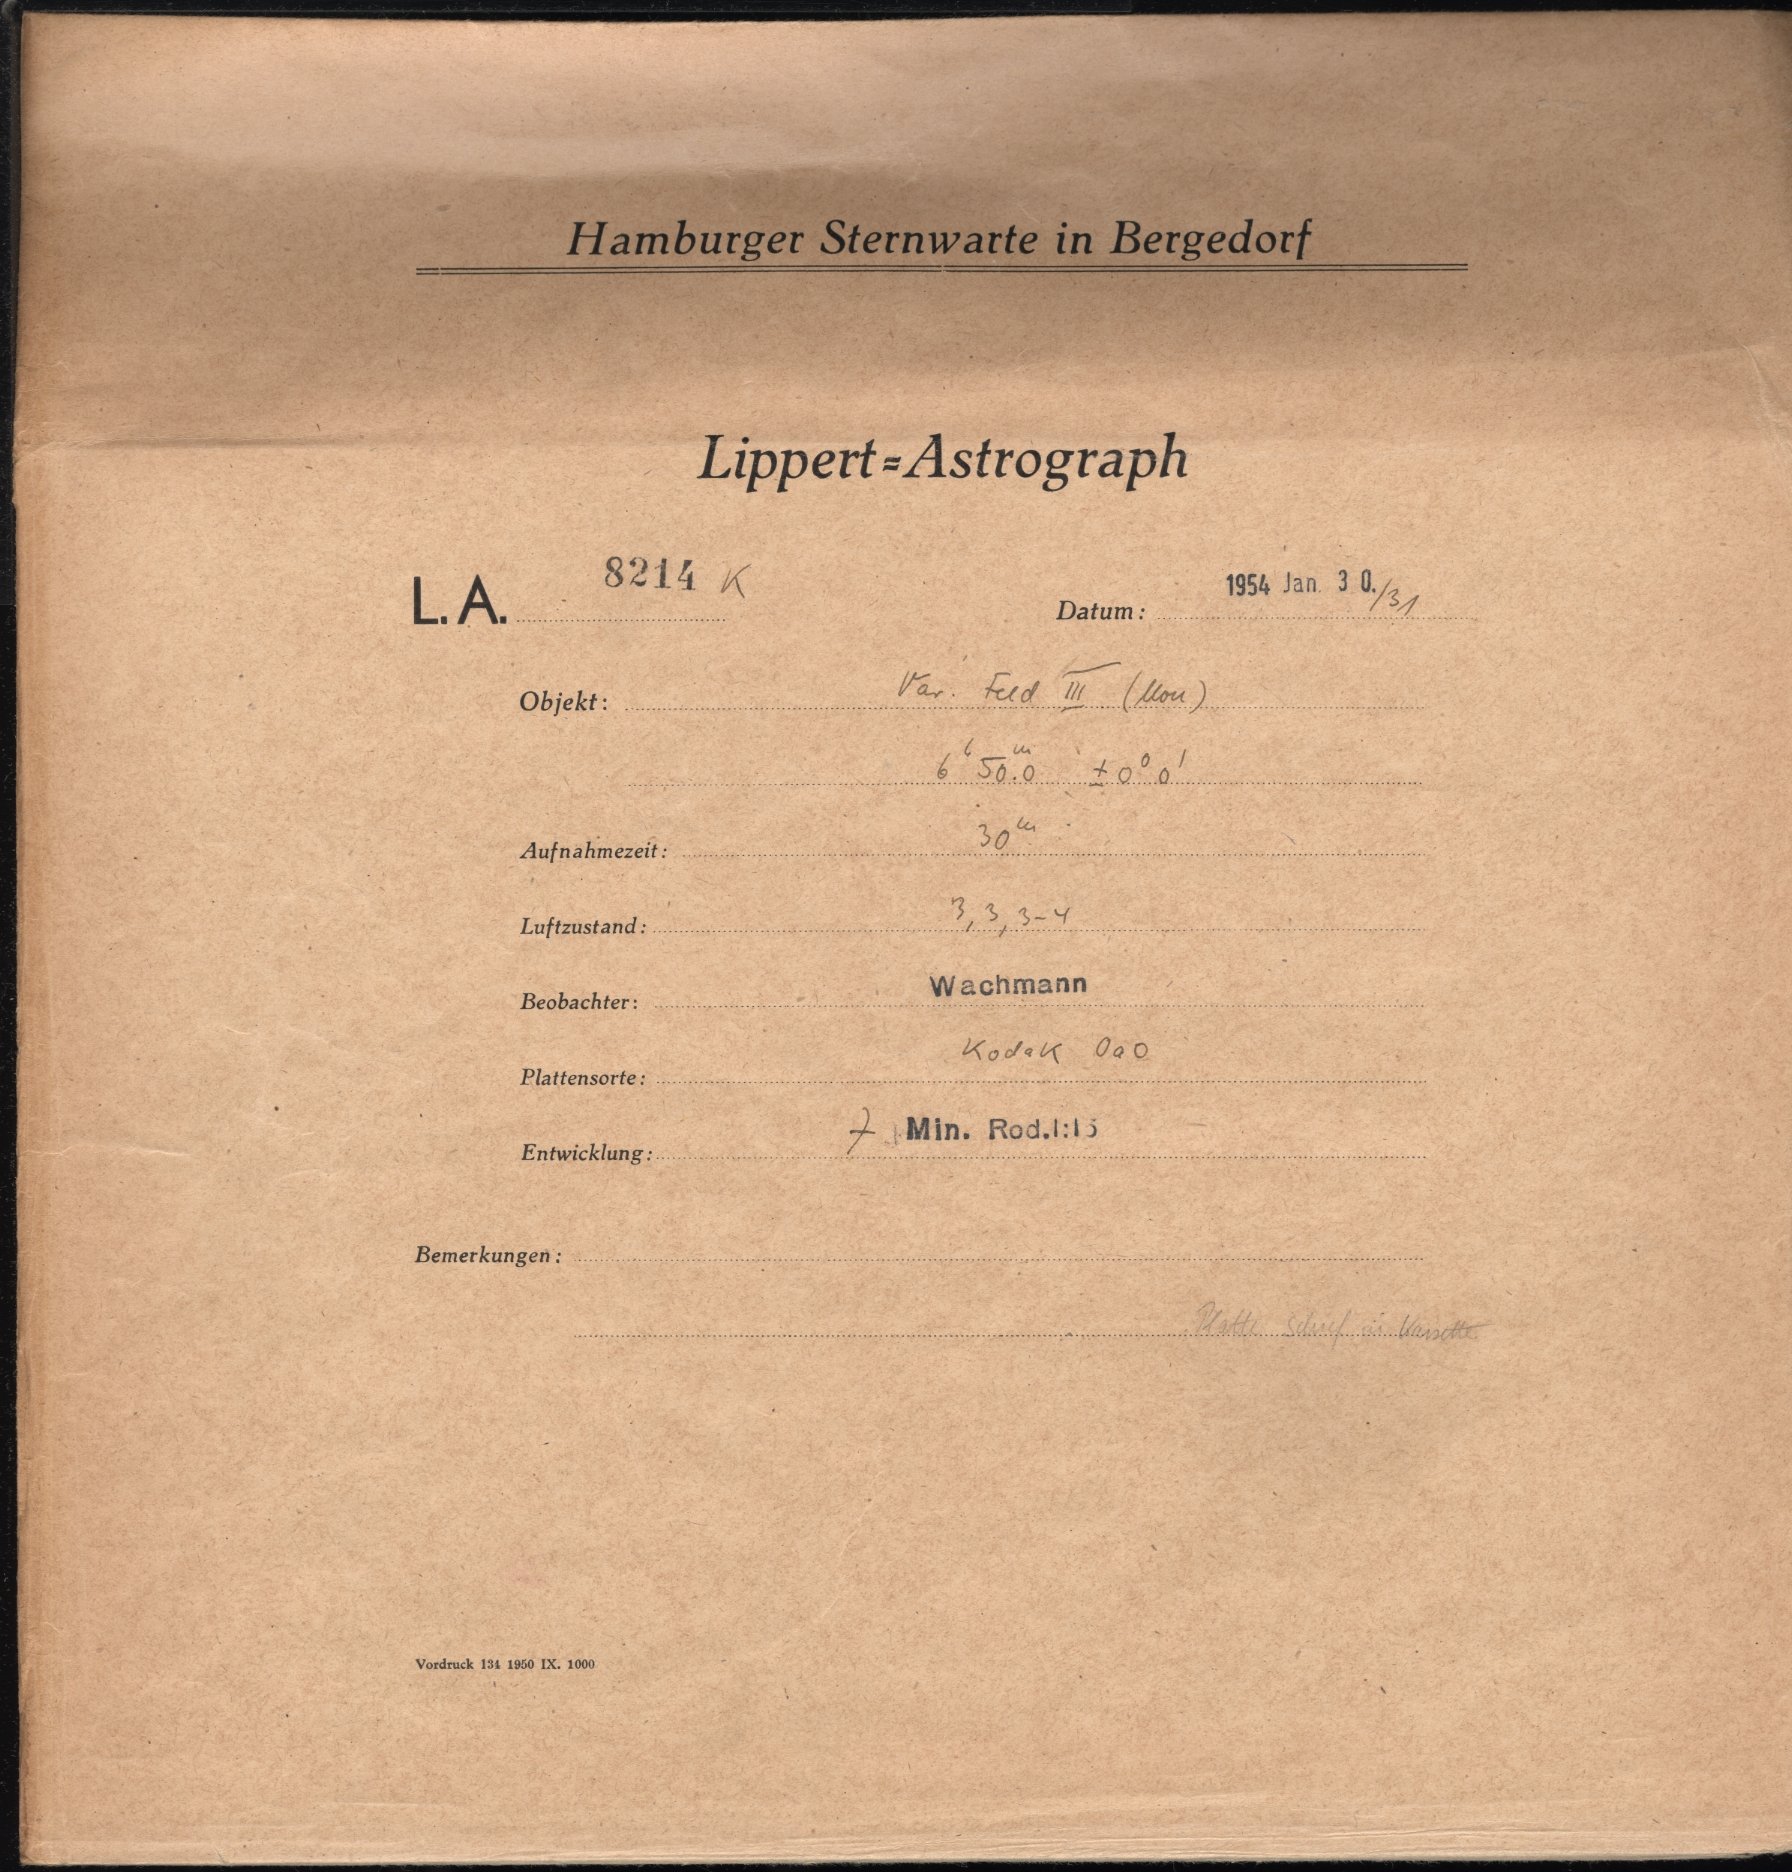 Hamburger Sternwarte in Bergedorf
Lippert=Astrograph
L. A. 8214 K
Datum: 1954 Jan. 30./31
Objekt: Var. Feld III (Mon)
6ʰ 50.0ᵐ ± 0° 0'
Aufnahmezeit: 30ᵐ
Luftzustand: 3, 3, 3-4
Beobachter: Wachmann
Plattensorte: Kodak OaO
Entwicklung: 7 Min. Rod.1:15
Bemerkungen:
Platte schief in Kassette
Vordruck 134 1950 IX. 1000